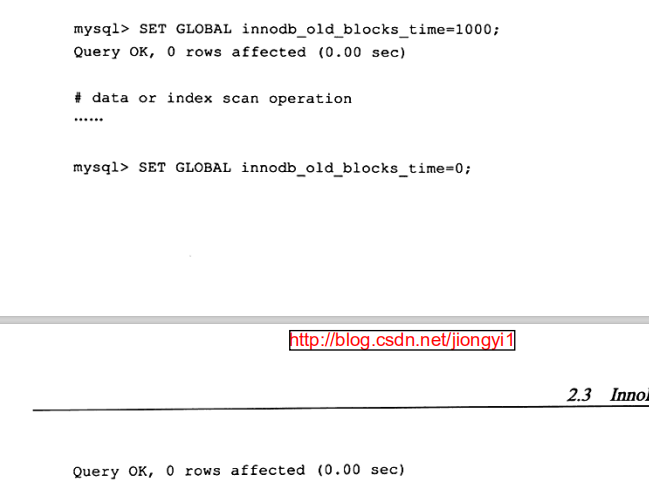 mysql> SET GLOBAL innodb_old_blocks_time=1000;
Query OK, 0 rows affected (0.00 sec)
# data or index scan operation
......
mysql> SET GLOBAL innodb_old_blocks_time=0;
http://blog.csdn.net/jiongyi1
2.3
Query OK, 0 rows affected (0.00 sec)